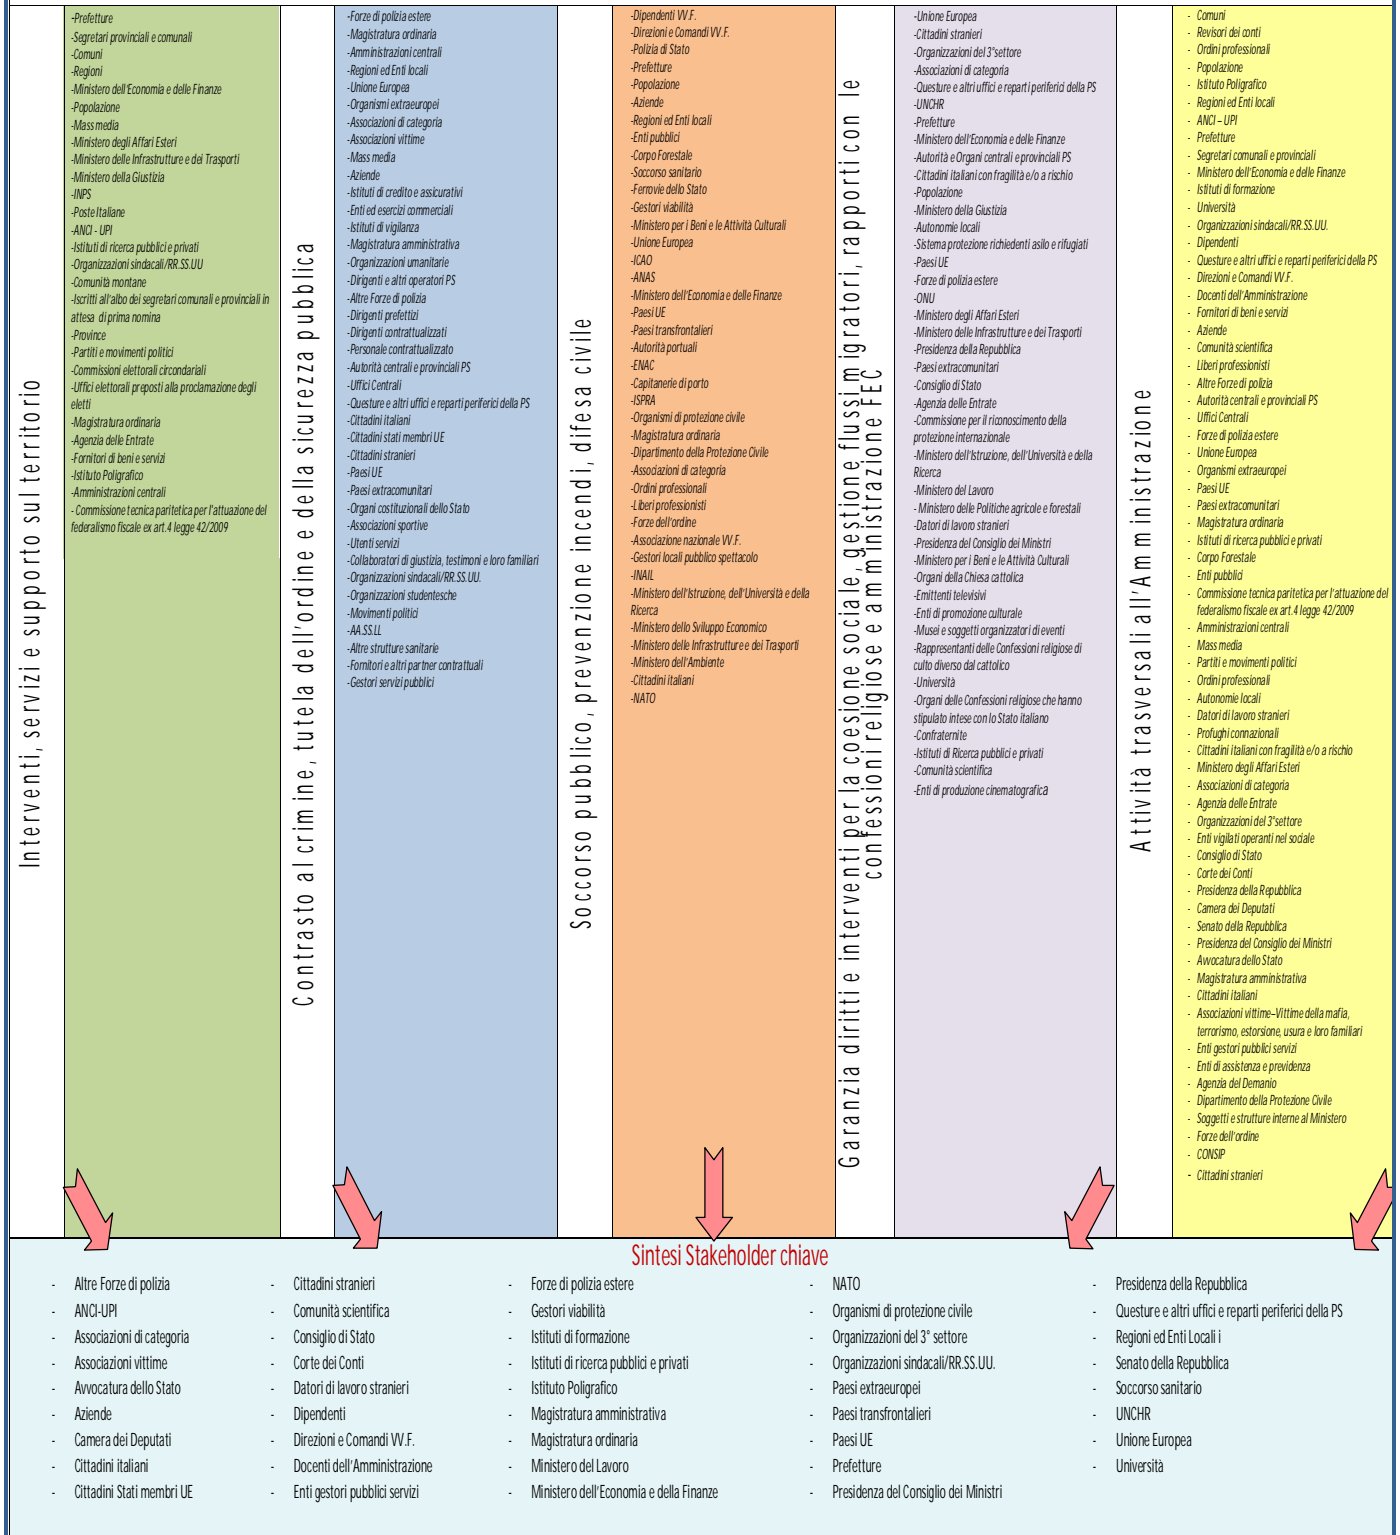 Interventi, servizi e supporto sul territorio
-Prefetture
-Segretari provinciali e comunali
-Comuni
-Regioni
-Ministero dell'Economia e delle Finanze
-Popolazione
-Mass media
-Ministero degli Affari Esteri
-Ministero delle Infrastrutture e dei Trasporti
-Ministero della Giustizia
-INPS
-Poste Italiane
-ANCI - UPI
-Istituti di ricerca pubblici e privati
-Organizzazioni sindacali/RR.SS.UU
-Comunità montane
-Iscritti all'albo dei segretari comunali e provinciali in
attesa di prima nomina
-Province
-Partiti e movimenti politici
-Commissioni elettorali circondariali
-Uffici elettorali preposti alla proclamazione degli
eletti
-Magistratura ordinaria
-Agenzia delle Entrate
-Fornitori di beni e servizi
-Istituto Poligrafico
-Amministrazioni centrali
- Commissione tecnica paritetica per l'attuazione del
federalismo fiscale ex art.4 legge 42/2009
Contrasto al crimine, tutela dell'ordine e della sicurezza pubblica
-Forze di polizia estere
-Magistratura ordinaria
-Amministrazioni centrali
-Regioni ed Enti locali
-Unione Europea
-Organismi extraeuropei
-Associazioni di categoria
-Associazioni vittime
-Mass media
-Aziende
-Istituti di credito e assicurativi
-Enti ed esercizi commerciali
-Istituti di vigilanza
-Magistratura amministrativa
-Organizzazioni umanitarie
-Dirigenti e altri operatori PS
-Altre Forze di polizia
-Dirigenti prefettizi
-Dirigenti contrattualizzati
-Personale contrattualizzato
-Autorità centrali e provinciali PS
-Uffici Centrali
-Questure e altri uffici e reparti periferici della PS
-Cittadini italiani
-Cittadini stati membri UE
-Cittadini stranieri
-Paesi UE
-Paesi extracomunitari
-Organi costituzionali dello Stato
-Associazioni sportive
-Utenti servizi
-Collaboratori di giustizia, testimoni e loro familiari
-Organizzazioni sindacali/RR.SS.UU.
-Organizzazioni studentesche
-Movimenti politici
-AA.SS.LL
-Altre strutture sanitarie
-Fornitori e altri partner contrattuali
-Gestori servizi pubblici
Soccorso pubblico, prevenzione incendi, difesa civile
-Dipendenti VV.F.
-Direzioni e Comandi VV.F.
-Polizia di Stato
-Prefetture
-Popolazione
-Aziende
-Regioni ed Enti locali
-Enti pubblici
-Corpo Forestale
-Soccorso sanitario
-Ferrovie dello Stato
-Gestori viabilità
-Ministero per i Beni e le Attività Culturali
-Unione Europea
-ICAO
-ANAS
-Ministero dell'Economia e delle Finanze
-Paesi UE
-Paesi transfrontalieri
-Autorità portuali
-ENAC
-Capitanerie di porto
-ISPRA
-Organismi di protezione civile
-Magistratura ordinaria
-Dipartimento della Protezione Civile
-Associazioni di categoria
-Ordini professionali
-Liberi professionisti
-Forze dell'ordine
-Associazione nazionale VV.F.
-Gestori locali pubblico spettacolo
-INAIL
-Ministero dell'Istruzione, dell'Università e della
Ricerca
-Ministero dello Sviluppo Economico
-Ministero delle Infrastrutture e dei Trasporti
-Ministero dell'Ambiente
-Cittadini italiani
-NATO
Garanzia diritti e interventi per la coesione sociale, gestione flussi migratori, rapporti con le
confessioni religiose e amministrazione FEC
-Unione Europea
-Cittadini stranieri
-Organizzazioni del 3°settore
-Associazioni di categoria
-Questure e altri uffici e reparti periferici della PS
-UNCHR
-Prefetture
-Ministero dell'Economia e delle Finanze
-Autorità e Organi centrali e provinciali PS
-Cittadini italiani con fragilità e/o a rischio
-Popolazione
-Ministero della Giustizia
-Autonomie locali
-Sistema protezione richiedenti asilo e rifugiati
-Paesi UE
-Forze di polizia estere
-ONU
-Ministero degli Affari Esteri
-Ministero delle Infrastrutture e dei Trasporti
-Presidenza della Repubblica
-Paesi extracomunitari
-Consiglio di Stato
-Agenzia delle Entrate
-Commissione per il riconoscimento della
protezione internazionale
-Ministero dell'Istruzione, dell'Università e della
Ricerca
-Ministero del Lavoro
- Ministero delle Politiche agricole e forestali
-Datori di lavoro stranieri
-Presidenza del Consiglio dei Ministri
-Ministero per i Beni e le Attività Culturali
-Organi della Chiesa cattolica
-Emittenti televisivi
-Enti di promozione culturale
-Musei e soggetti organizzatori di eventi
-Rappresentanti delle Confessioni religiose di
culto diverso dal cattolico
-Università
-Organi delle Confessioni religiose che hanno
stipulato intese con lo Stato italiano
-Confraternite
-Istituti di Ricerca pubblici e privati
-Comunità scientifica
-Enti di produzione cinematografica
Attività trasversali all'Amministrazione
- Comuni
- Revisori dei conti
- Ordini professionali
- Popolazione
- Istituto Poligrafico
- Regioni ed Enti locali
- ANCI – UPI
- Prefetture
- Segretari comunali e provinciali
- Ministero dell'Economia e delle Finanze
- Istituti di formazione
- Università
- Organizzazioni sindacali/RR.SS.UU.
- Dipendenti
- Questure e altri uffici e reparti periferici della PS
- Direzioni e Comandi VV.F.
- Docenti dell'Amministrazione
- Fornitori di beni e servizi
- Aziende
- Comunità scientifica
- Liberi professionisti
- Altre Forze di polizia
- Autorità centrali e provinciali PS
- Uffici Centrali
- Forze di polizia estere
- Unione Europea
- Organismi extraeuropei
- Paesi UE
- Paesi extracomunitari
- Magistratura ordinaria
- Istituti di ricerca pubblici e privati
- Corpo Forestale
- Enti pubblici
- Commissione tecnica paritetica per l'attuazione del
federalismo fiscale ex art.4 legge 42/2009
- Amministrazioni centrali
- Mass media
- Partiti e movimenti politici
- Ordini professionali
- Autonomie locali
- Datori di lavoro stranieri
- Profughi connazionali
- Cittadini italiani con fragilità e/o a rischio
- Ministero degli Affari Esteri
- Associazioni di categoria
- Agenzia delle Entrate
- Organizzazioni del 3°settore
- Enti vigilati operanti nel sociale
- Consiglio di Stato
- Corte dei Conti
- Presidenza della Repubblica
- Camera dei Deputati
- Senato della Repubblica
- Presidenza del Consiglio dei Ministri
- Avvocatura dello Stato
- Magistratura amministrativa
- Cittadini italiani
- Associazioni vittime–Vittime della mafia,
terrorismo, estorsione, usura e loro familiari
- Enti gestori pubblici servizi
- Enti di assistenza e previdenza
- Agenzia del Demanio
- Dipartimento della Protezione Civile
- Soggetti e strutture interne al Ministero
- Forze dell'ordine
- CONSIP
- Cittadini stranieri
Sintesi Stakeholder chiave
- Altre Forze di polizia
- ANCI-UPI
- Associazioni di categoria
- Associazioni vittime
- Avvocatura dello Stato
- Aziende
- Camera dei Deputati
- Cittadini italiani
- Cittadini Stati membri UE
- Cittadini stranieri
- Comunità scientifica
- Consiglio di Stato
- Corte dei Conti
- Datori di lavoro stranieri
- Dipendenti
- Direzioni e Comandi VV.F.
- Docenti dell'Amministrazione
- Enti gestori pubblici servizi
- Forze di polizia estere
- Gestori viabilità
- Istituti di formazione
- Istituti di ricerca pubblici e privati
- Istituto Poligrafico
- Magistratura amministrativa
- Magistratura ordinaria
- Ministero del Lavoro
- Ministero dell'Economia e della Finanze
- NATO
- Organismi di protezione civile
- Organizzazioni del 3° settore
- Organizzazioni sindacali/RR.SS.UU.
- Paesi extraeuropei
- Paesi transfrontalieri
- Paesi UE
- Prefetture
- Presidenza del Consiglio dei Ministri
- Presidenza della Repubblica
- Questure e altri uffici e reparti periferici della PS
- Regioni ed Enti Locali i
- Senato della Repubblica
- Soccorso sanitario
- UNCHR
- Unione Europea
- Università